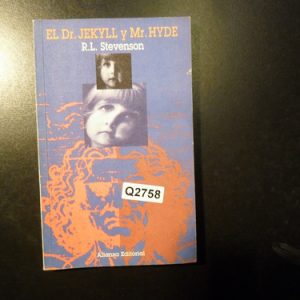 EL Dr. JEKYLL y Mr. HYDE
R.L. Stevenson
Q2758
Alianza Editorial